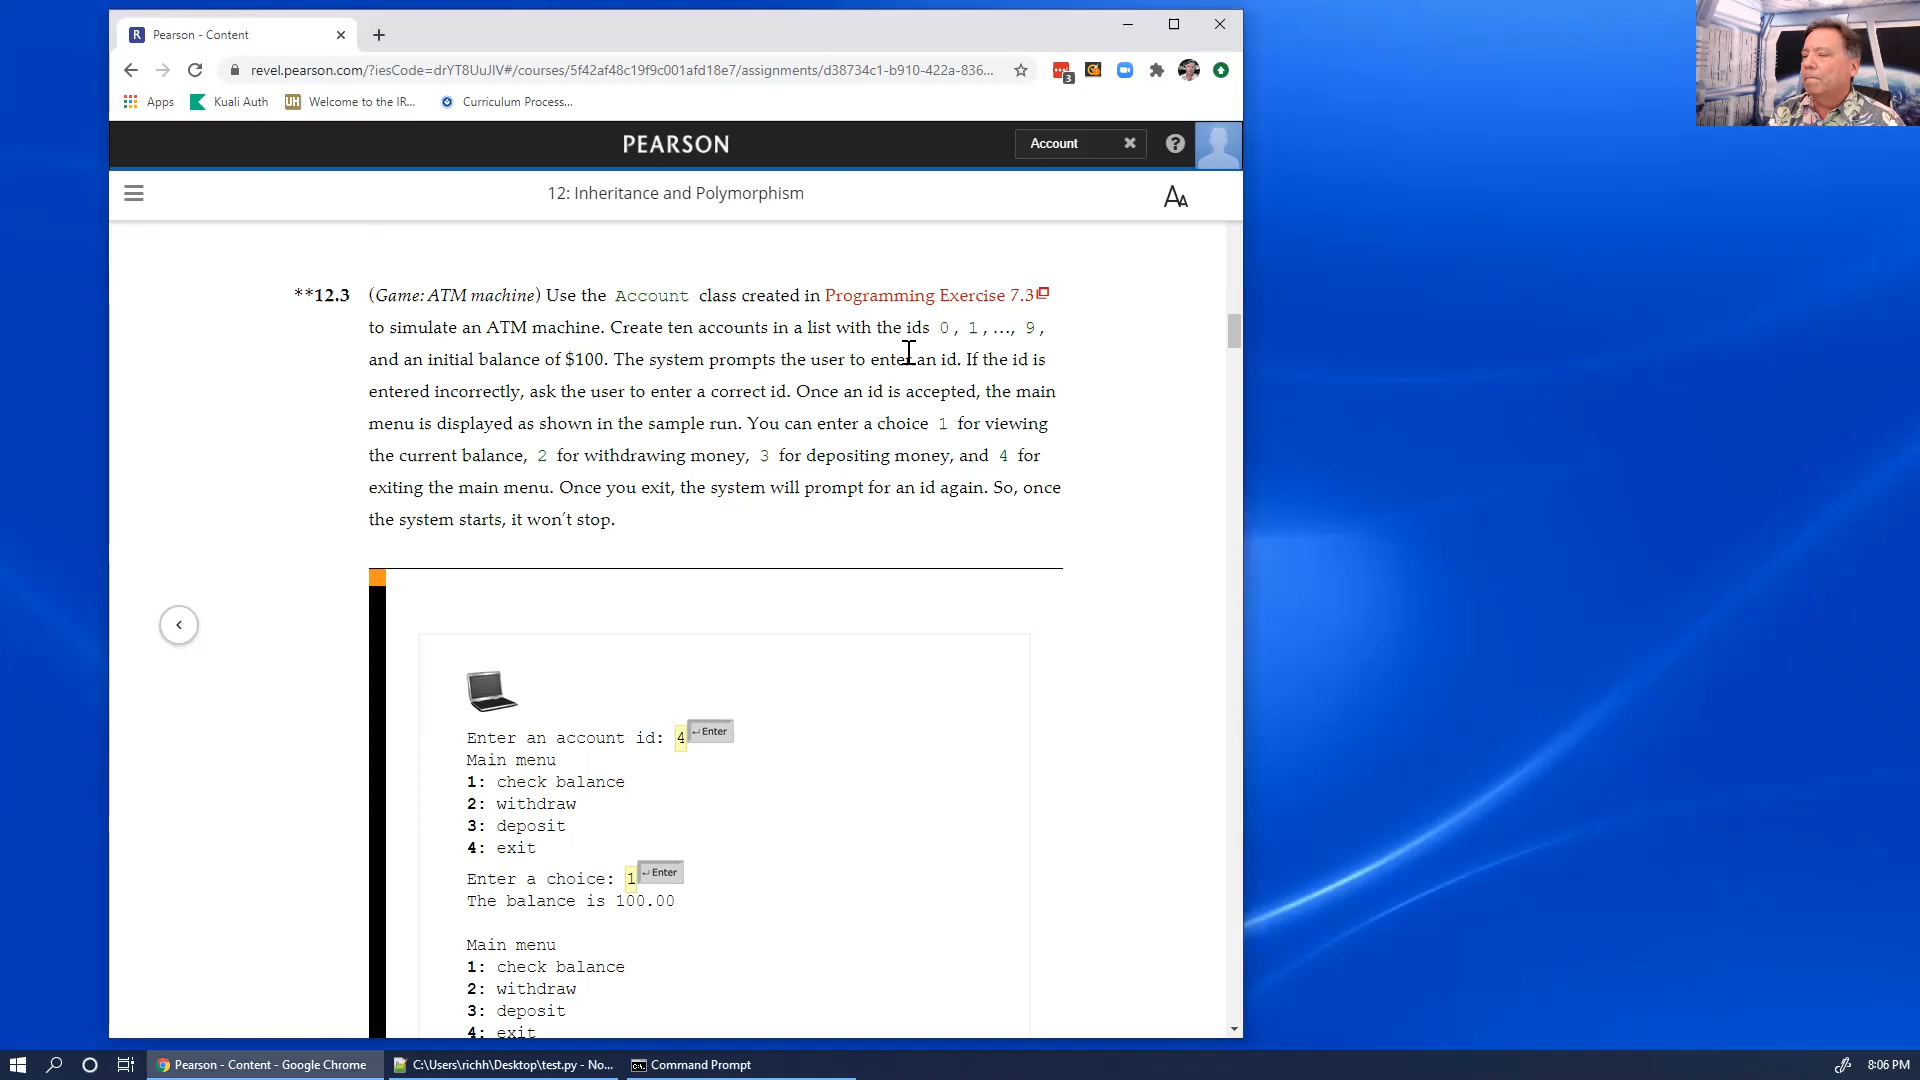 R Pearson - Content
revel.pearson.com/?iesCode=drYT8UuJlV#/courses/5f42af48c19f9c001afd18e7/assignments/d38734c1-b910-422a-836...
3
Apps Kuali Auth UH Welcome to the IR... Curriculum Process...
PEARSON
Account
?
12: Inheritance and Polymorphism
AA
**12.3 (Game: ATM machine) Use the Account class created in Programming Exercise 7.3
to simulate an ATM machine. Create ten accounts in a list with the ids 0, 1, ..., 9,
and an initial balance of $100. The system prompts the user to enter an id. If the id is
entered incorrectly, ask the user to enter a correct id. Once an id is accepted, the main
menu is displayed as shown in the sample run. You can enter a choice 1 for viewing
the current balance, 2 for withdrawing money, 3 for depositing money, and 4 for
exiting the main menu. Once you exit, the system will prompt for an id again. So, once
the system starts, it won't stop.
Enter an account id: 4 ↵Enter
Main menu
1: check balance
2: withdraw
3: deposit
4: exit
Enter a choice: 1 ↵Enter
The balance is 100.00
Main menu
1: check balance
2: withdraw
3: deposit
4: exit
Pearson - Content - Google Chrome C:\Users\richh\Desktop\test.py - No... Command Prompt 8:06 PM